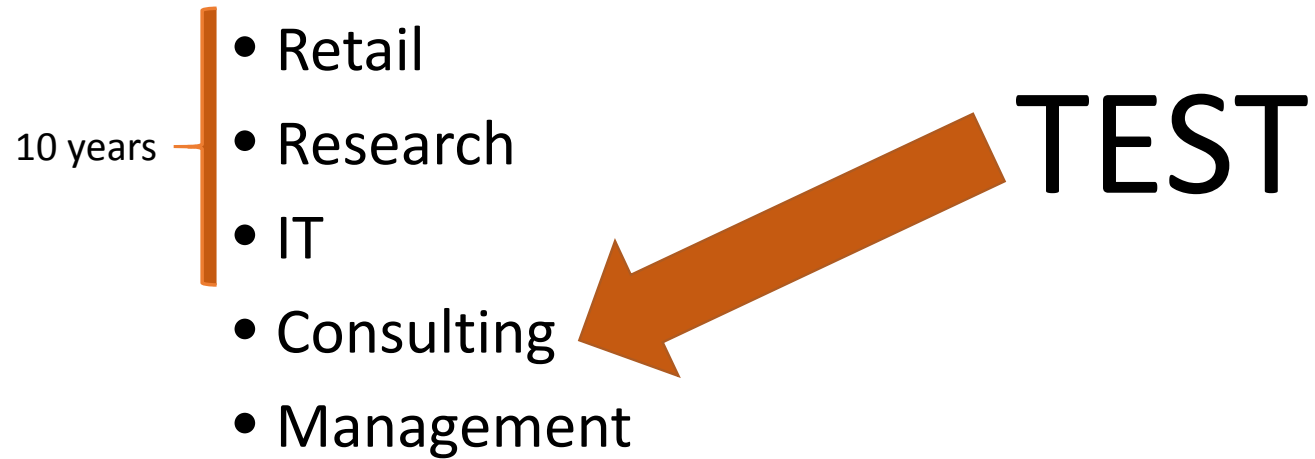 • Retail
• Research
10 years
• IT
• Consulting
• Management
TEST